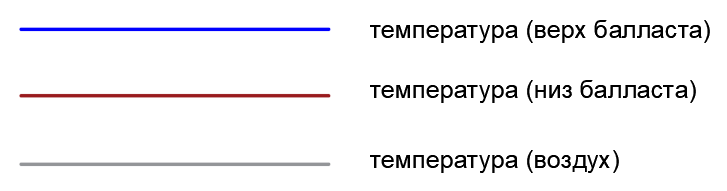 температура (верх балласта)
температура (низ балласта)
температура (воздух)